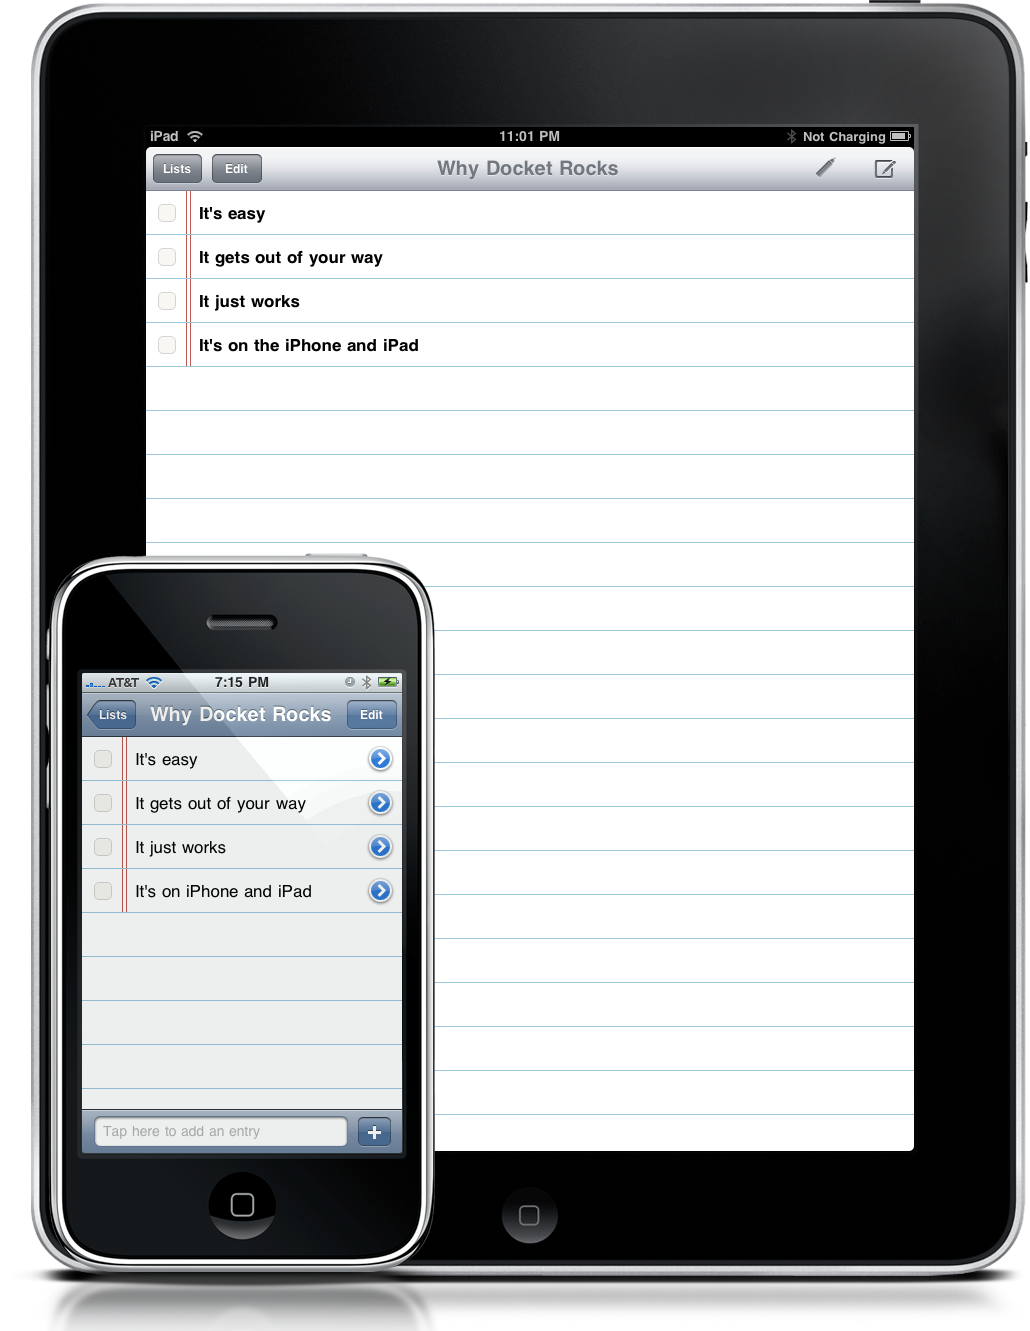 iPad 11:01 PM Not Charging
Lists Edit Why Docket Rocks
It's easy
It gets out of your way
It just works
It's on the iPhone and iPad
AT&T 7:15 PM
Lists Why Docket Rocks Edit
It's easy
It gets out of your way
It just works
It's on iPhone and iPad
Tap here to add an entry +